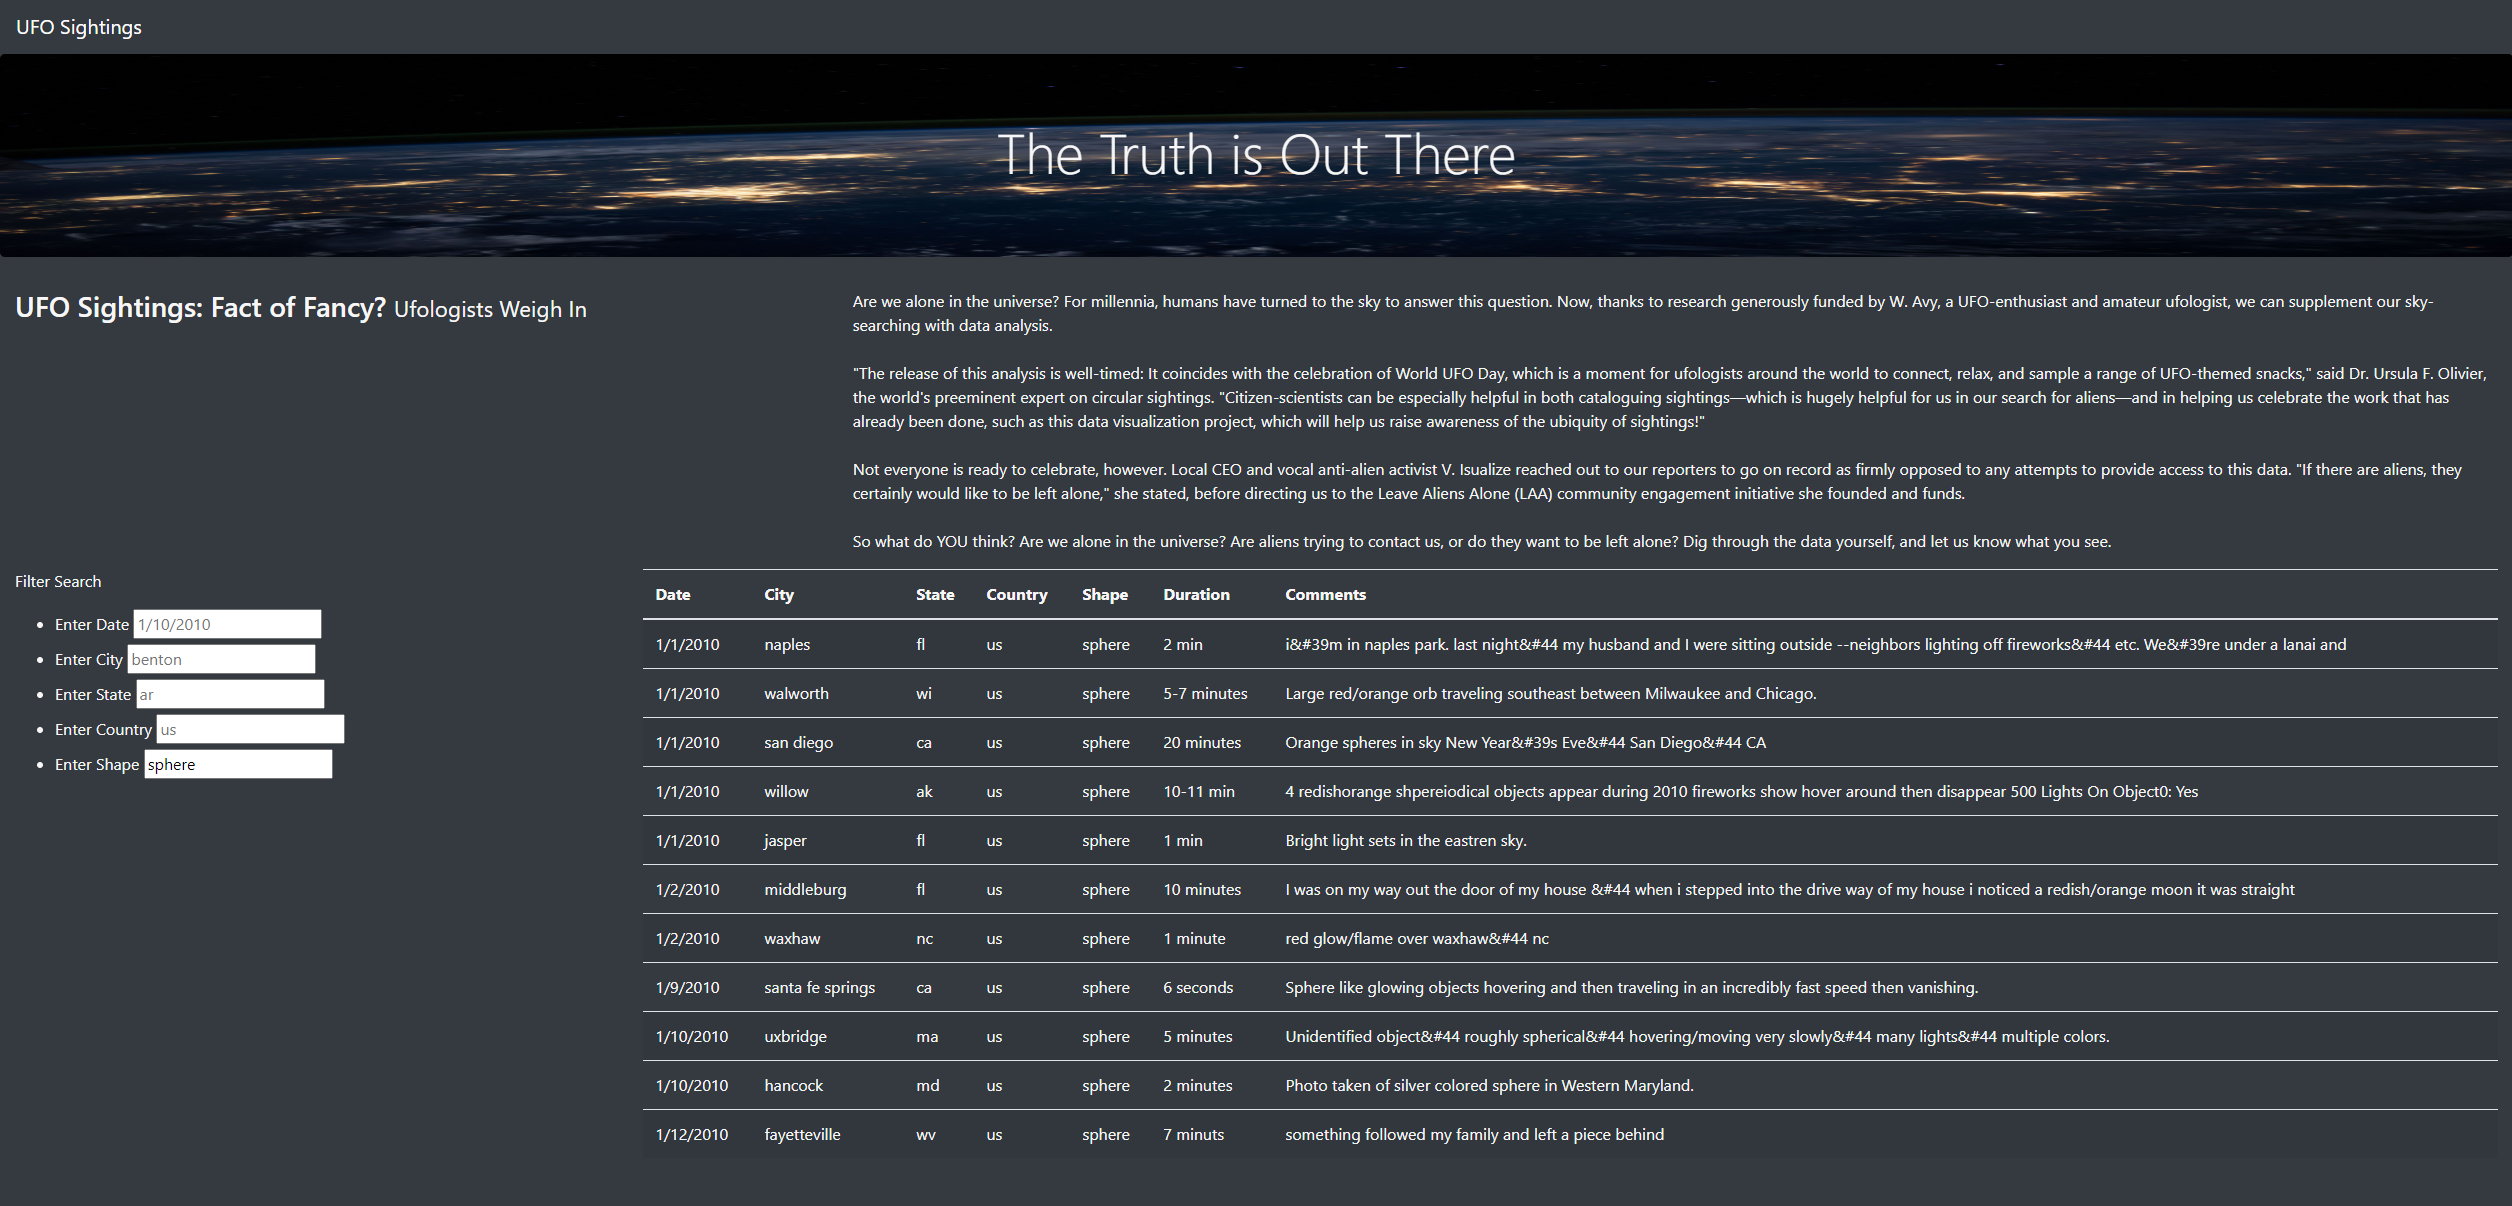 UFO Sightings
The Truth is Out There
UFO Sightings: Fact of Fancy? Ufologists Weigh In
Are we alone in the universe? For millennia, humans have turned to the sky to answer this question. Now, thanks to research generously funded by W. Avy, a UFO-enthusiast and amateur ufologist, we can supplement our sky-
searching with data analysis.
"The release of this analysis is well-timed: It coincides with the celebration of World UFO Day, which is a moment for ufologists around the world to connect, relax, and sample a range of UFO-themed snacks," said Dr. Ursula F. Olivier,
the world's preeminent expert on circular sightings. "Citizen-scientists can be especially helpful in both cataloguing sightings—which is hugely helpful for us in our search for aliens—and in helping us celebrate the work that has
already been done, such as this data visualization project, which will help us raise awareness of the ubiquity of sightings!"
Not everyone is ready to celebrate, however. Local CEO and vocal anti-alien activist V. Isualize reached out to our reporters to go on record as firmly opposed to any attempts to provide access to this data. "If there are aliens, they
certainly would like to be left alone," she stated, before directing us to the Leave Aliens Alone (LAA) community engagement initiative she founded and funds.
So what do YOU think? Are we alone in the universe? Are aliens trying to contact us, or do they want to be left alone? Dig through the data yourself, and let us know what you see.
Filter Search
Enter Date 1/10/2010
Enter City benton
Enter State ar
Enter Country us
Enter Shape sphere
Date City State Country Shape Duration Comments
1/1/2010 naples fl us sphere 2 min i&#39m in naples park. last night&#44 my husband and I were sitting outside --neighbors lighting off fireworks&#44 etc. We&#39re under a lanai and
1/1/2010 walworth wi us sphere 5-7 minutes Large red/orange orb traveling southeast between Milwaukee and Chicago.
1/1/2010 san diego ca us sphere 20 minutes Orange spheres in sky New Year&#39s Eve&#44 San Diego&#44 CA
1/1/2010 willow ak us sphere 10-11 min 4 redishorange shpereiodical objects appear during 2010 fireworks show hover around then disappear 500 Lights On Object0: Yes
1/1/2010 jasper fl us sphere 1 min Bright light sets in the eastren sky.
1/2/2010 middleburg fl us sphere 10 minutes I was on my way out the door of my house &#44 when i stepped into the drive way of my house i noticed a redish/orange moon it was straight
1/2/2010 waxhaw nc us sphere 1 minute red glow/flame over waxhaw&#44 nc
1/9/2010 santa fe springs ca us sphere 6 seconds Sphere like glowing objects hovering and then traveling in an incredibly fast speed then vanishing.
1/10/2010 uxbridge ma us sphere 5 minutes Unidentified object&#44 roughly spherical&#44 hovering/moving very slowly&#44 many lights&#44 multiple colors.
1/10/2010 hancock md us sphere 2 minutes Photo taken of silver colored sphere in Western Maryland.
1/12/2010 fayetteville wv us sphere 7 minuts something followed my family and left a piece behind